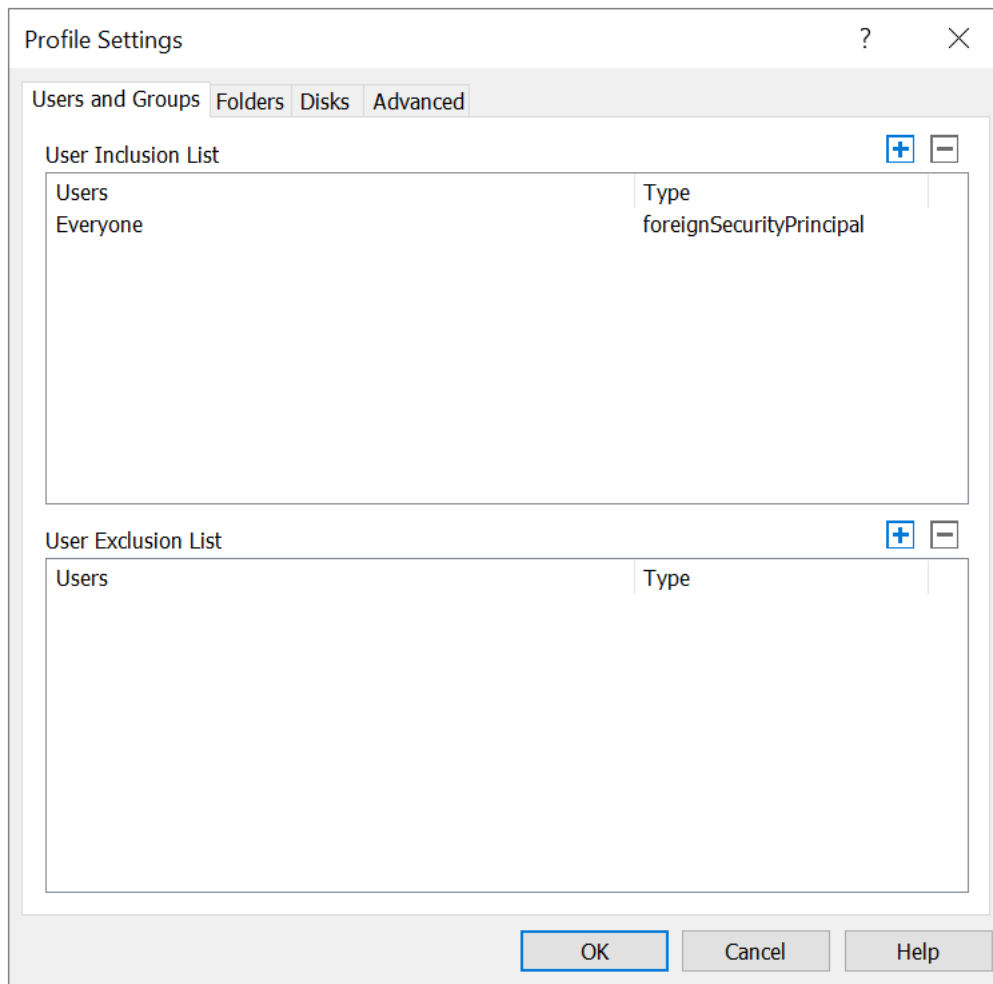 Profile Settings ?
Users and Groups Folders Disks Advanced
User Inclusion List
Users Type
Everyone foreignSecurityPrincipal
User Exclusion List
Users Type
OK Cancel Help